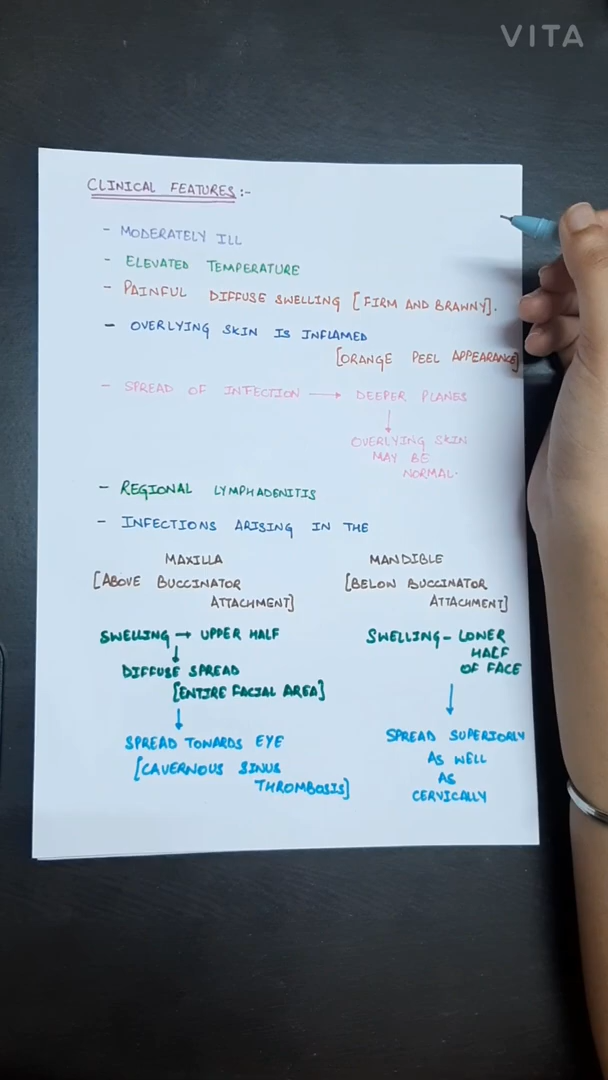 VITA
CLINICAL FEATURES:-
- MODERATELY ILL
- ELEVATED TEMPERATURE
- PAINFUL DIFFUSE SWELLING [FIRM AND BRAWNY].
- OVERLYING SKIN IS INFLAMED
[ORANGE PEEL APPEARANCE]
- SPREAD OF INFECTION → DEEPER PLANES
↓
OVERLYING SKIN
MAY BE
NORMAL.
- REGIONAL LYMPHADENITIS
- INFECTIONS ARISING IN THE
MAXILLA
[ABOVE BUCCINATOR
ATTACHMENT]
SWELLING → UPPER HALF
↓
DIFFUSE SPREAD
[ENTIRE FACIAL AREA]
↓
SPREAD TOWARDS EYE
[CAVERNOUS SINUS
THROMBOSIS]
MANDIBLE
[BELOW BUCCINATOR
ATTACHMENT]
SWELLING - LOWER
HALF
OF FACE
↓
SPREAD SUPERIORLY
AS WELL
AS
CERVICALLY